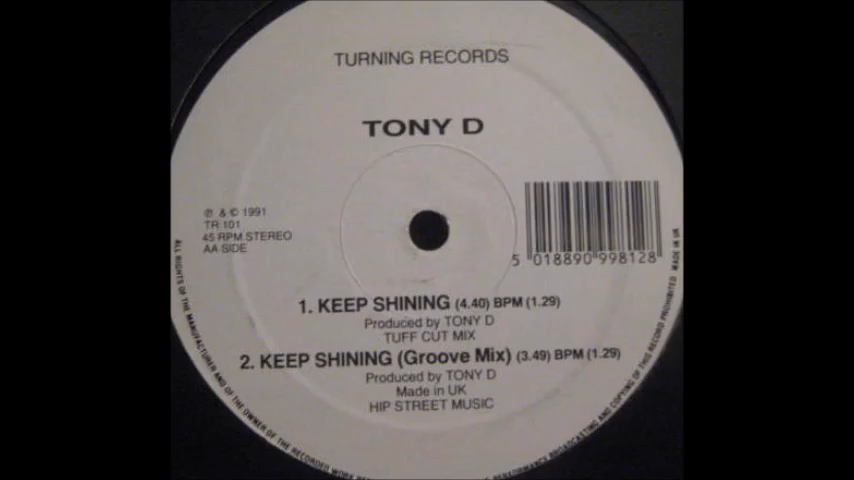 TURNING RECORDS
TONY D
℗ & © 1991
TR 101
45 RPM STEREO
AA SIDE
5 018890 998128
1. KEEP SHINING (4.40) BPM (1.29)
Produced by TONY D
TUFF CUT MIX
2. KEEP SHINING (Groove Mix) (3.49) BPM (1.29)
Produced by TONY D
Made in UK
HIP STREET MUSIC
ALL RIGHTS OF THE MANUFACTURER AND OF THE OWNER OF THE RECORDED WORK
PERFORMANCE BROADCASTING AND COPYING OF THIS RECORD PROHIBITED MADE IN UK